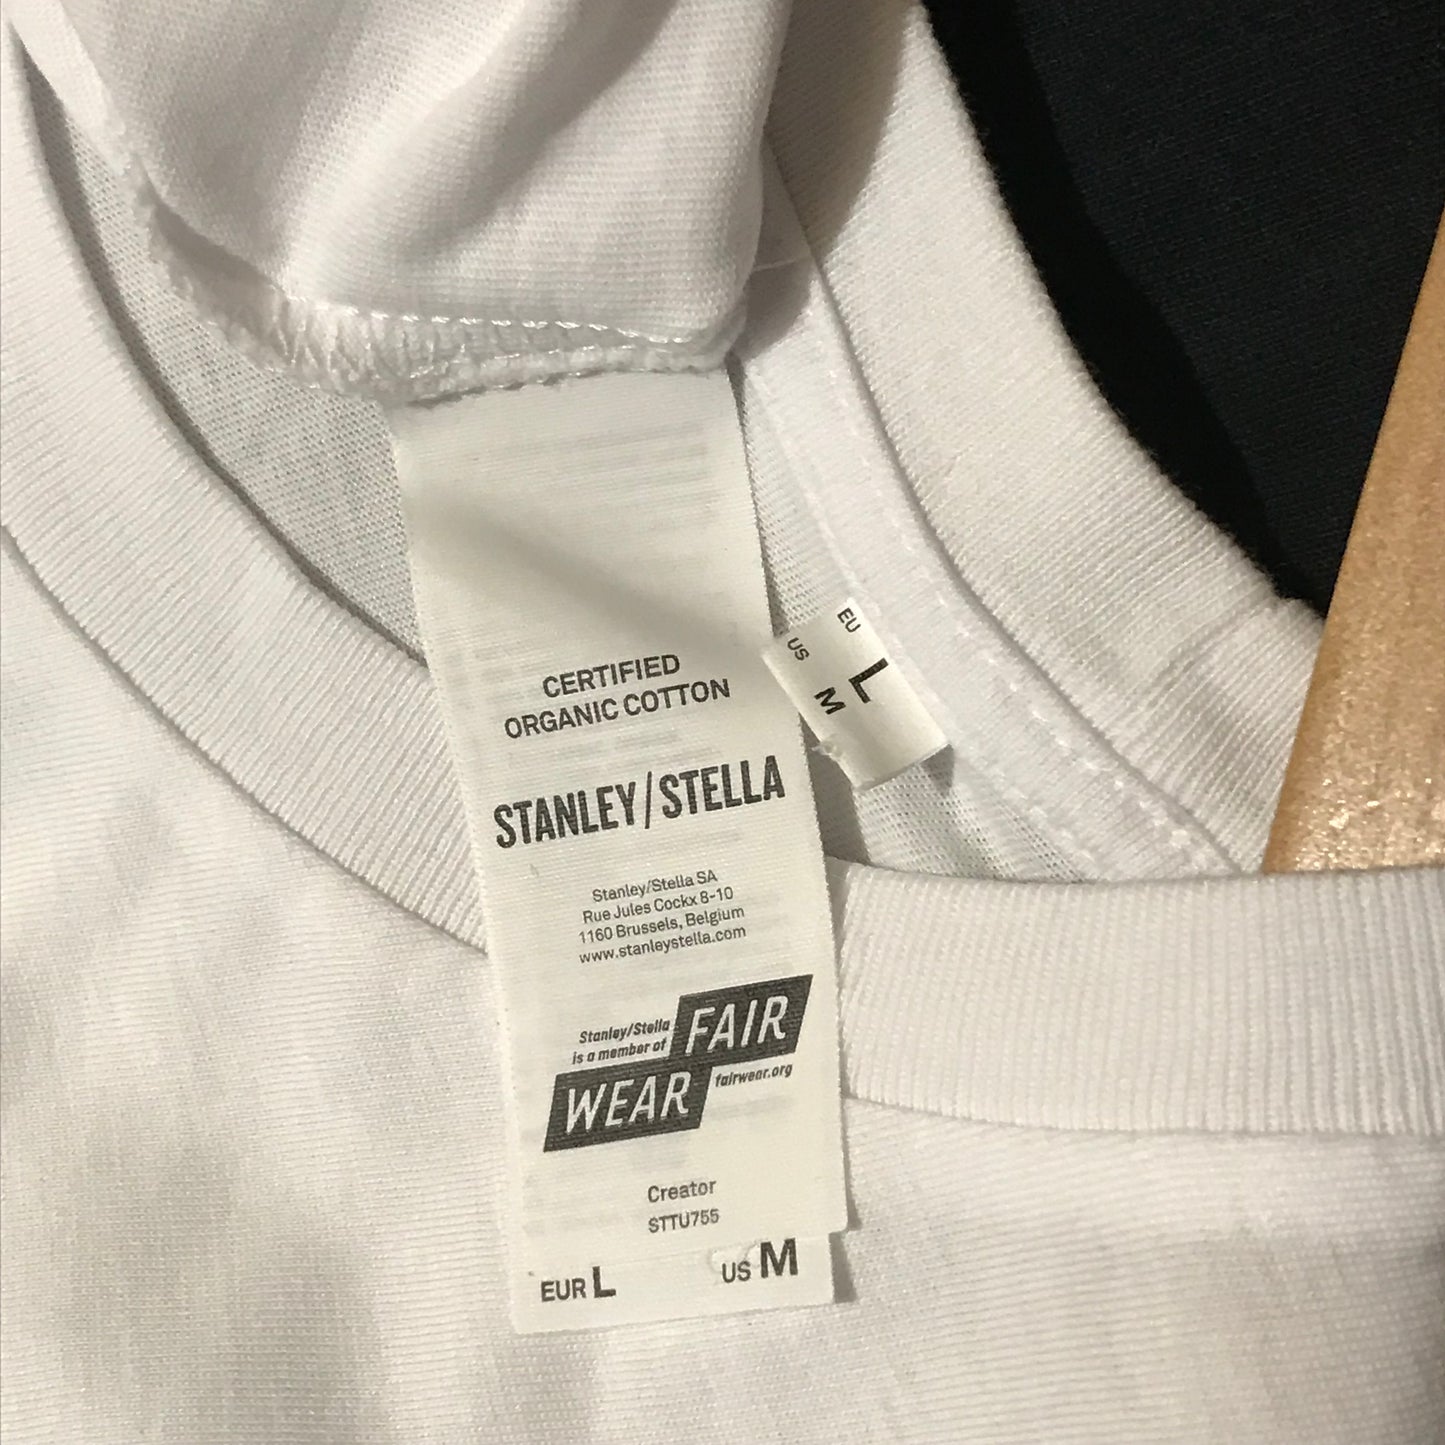 CERTIFIED
ORGANIC COTTON
STANLEY/STELLA
Stanley/Stella SA
Rue Jules Cockx 8-10
1160 Brussels, Belgium
www.stanleystella.com
Stanley/Stella
is a member of
FAIR
WEAR
fairwear.org
Creator
STTU755
EUR L
US M
EU L
US M